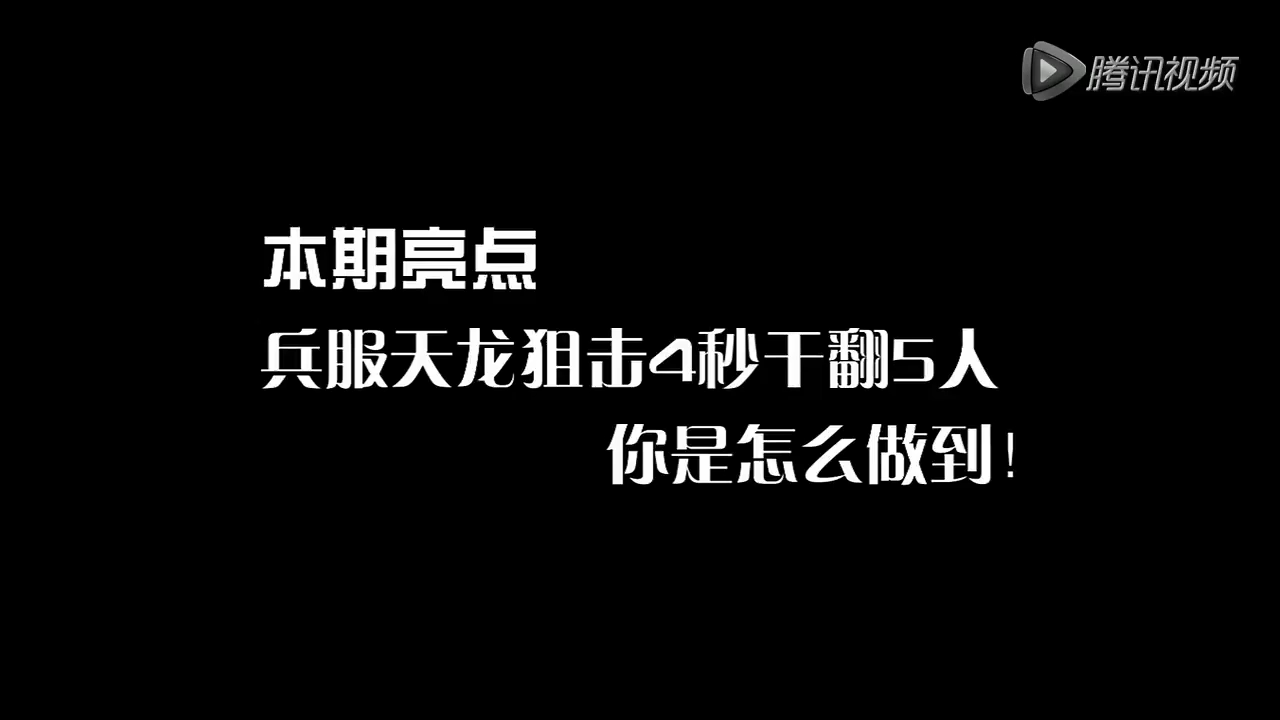 腾讯视频
本期亮点
兵服天龙狙击4秒干翻5人
你是怎么做到!